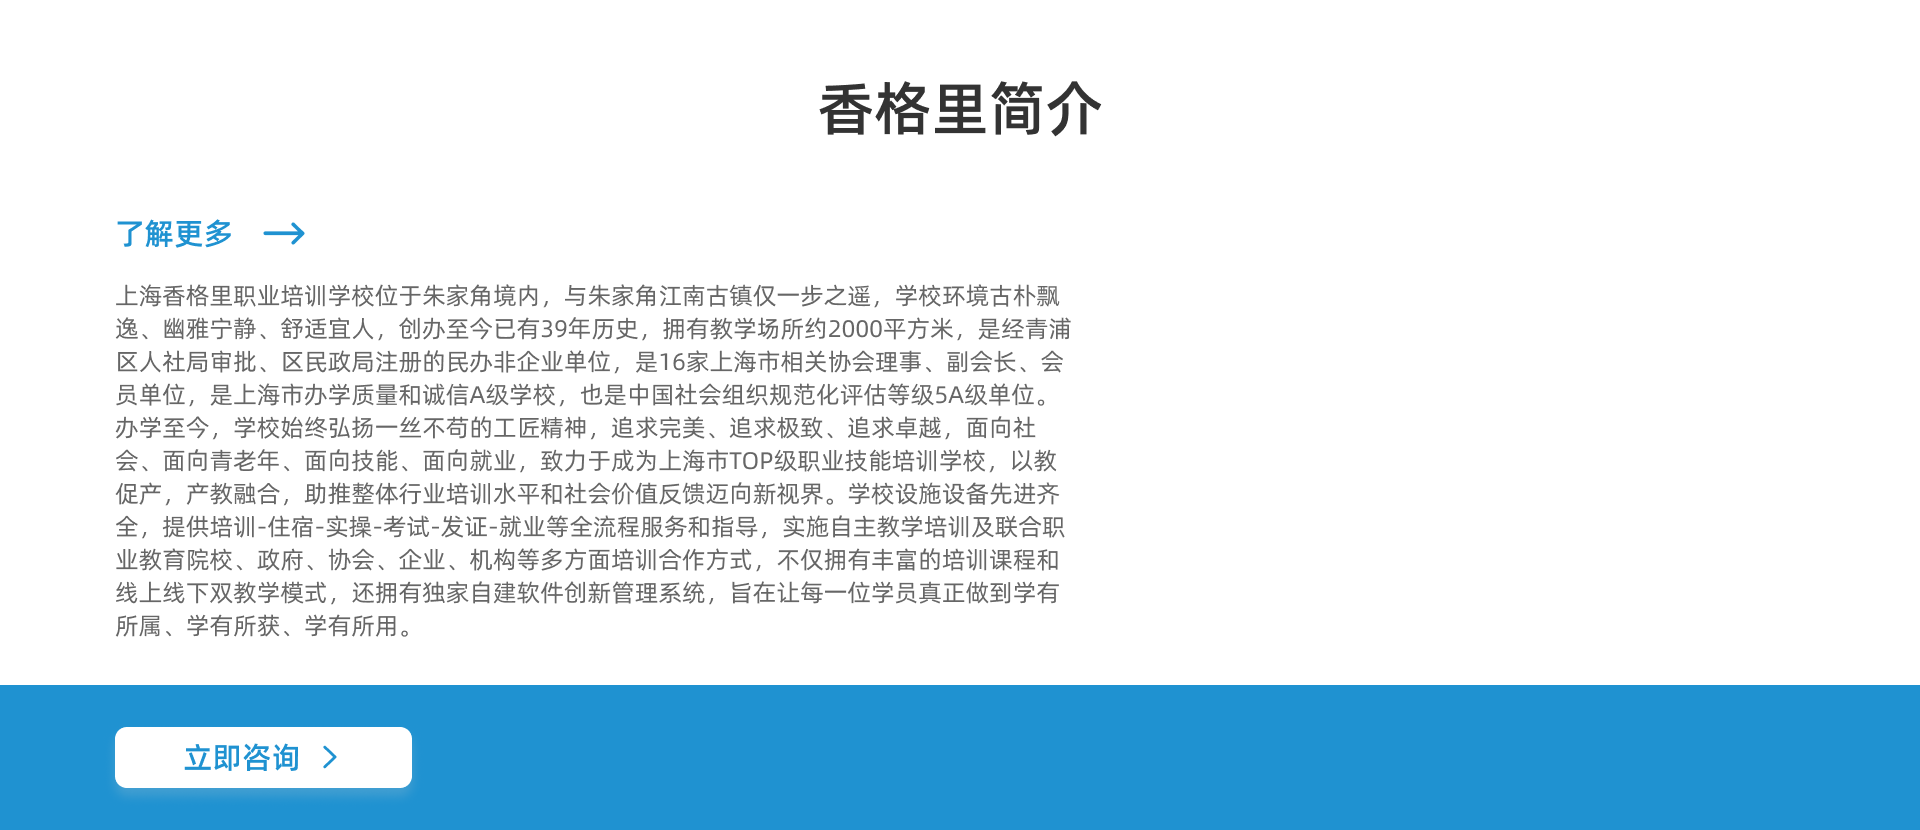 香格里简介
了解更多
上海香格里职业培训学校位于朱家角境内，与朱家角江南古镇仅一步之遥，学校环境古朴飘
逸、幽雅宁静、舒适宜人，创办至今已有39年历史，拥有教学场所约2000平方米，是经青浦
区人社局审批、区民政局注册的民办非企业单位，是16家上海市相关协会理事、副会长、会
员单位，是上海市办学质量和诚信A级学校，也是中国社会组织规范化评估等级5A级单位。
办学至今，学校始终弘扬一丝不苟的工匠精神，追求完美、追求极致、追求卓越，面向社
会、面向青老年、面向技能、面向就业，致力于成为上海市TOP级职业技能培训学校，以教
促产，产教融合，助推整体行业培训水平和社会价值反馈迈向新视界。学校设施设备先进齐
全，提供培训-住宿-实操-考试-发证-就业等全流程服务和指导，实施自主教学培训及联合职
业教育院校、政府、协会、企业、机构等多方面培训合作方式，不仅拥有丰富的培训课程和
线上线下双教学模式，还拥有独家自建软件创新管理系统，旨在让每一位学员真正做到学有
所属、学有所获、学有所用。
立即咨询